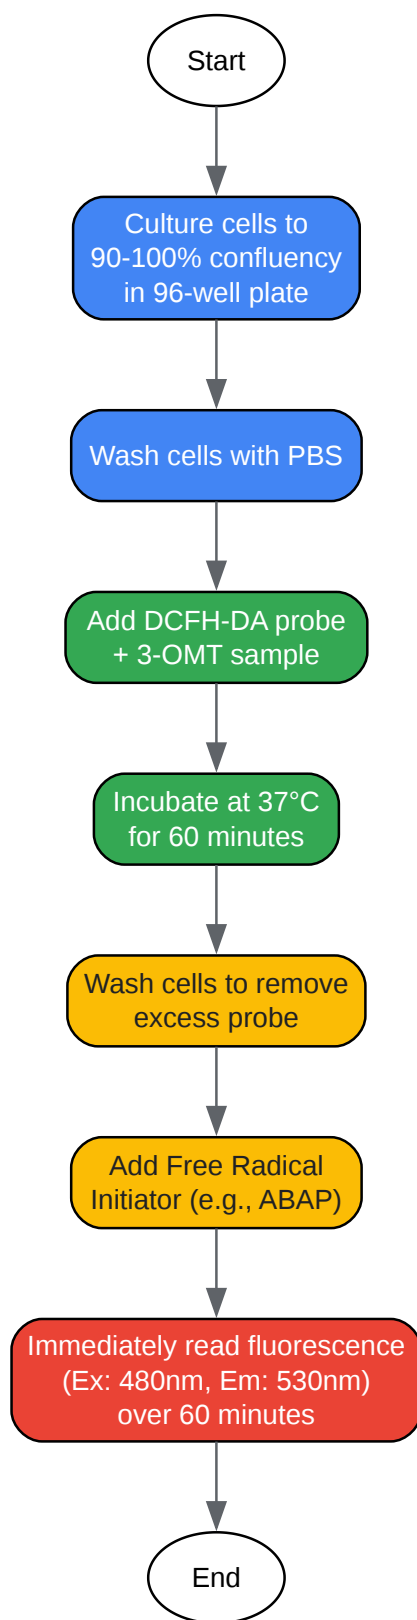 Start
Culture cells to
90-100% confluency
in 96-well plate
Wash cells with PBS
Add DCFH-DA probe
+ 3-OMT sample
Incubate at 37°C
for 60 minutes
Wash cells to remove
excess probe
Add Free Radical
Initiator (e.g., ABAP)
Immediately read fluorescence
(Ex: 480nm, Em: 530nm)
over 60 minutes
End